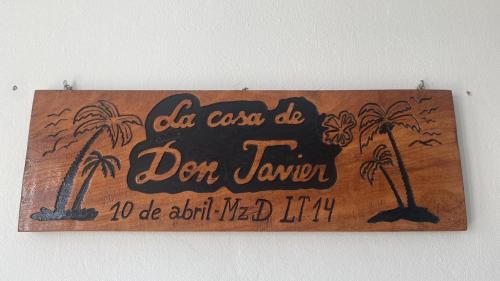 La casa de
Don Javier
10 de abril-MzD LT14